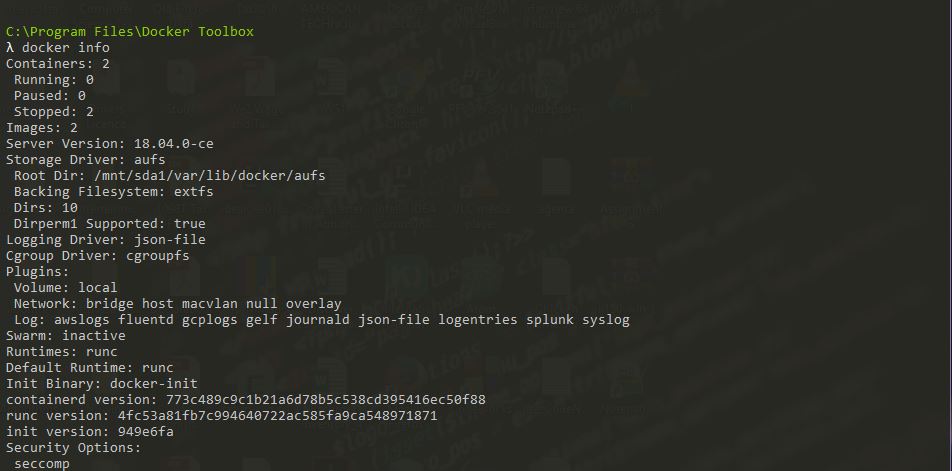 C:\Program Files\Docker Toolbox
λ docker info
Containers: 2
 Running: 0
 Paused: 0
 Stopped: 2
Images: 2
Server Version: 18.04.0-ce
Storage Driver: aufs
 Root Dir: /mnt/sda1/var/lib/docker/aufs
 Backing Filesystem: extfs
 Dirs: 10
 Dirperm1 Supported: true
Logging Driver: json-file
Cgroup Driver: cgroupfs
Plugins:
 Volume: local
 Network: bridge host macvlan null overlay
 Log: awslogs fluentd gcplogs gelf journald json-file logentries splunk syslog
Swarm: inactive
Runtimes: runc
Default Runtime: runc
Init Binary: docker-init
containerd version: 773c489c9c1b21a6d78b5c538cd395416ec50f88
runc version: 4fc53a81fb7c994640722ac585fa9ca548971871
init version: 949e6fa
Security Options:
 seccomp